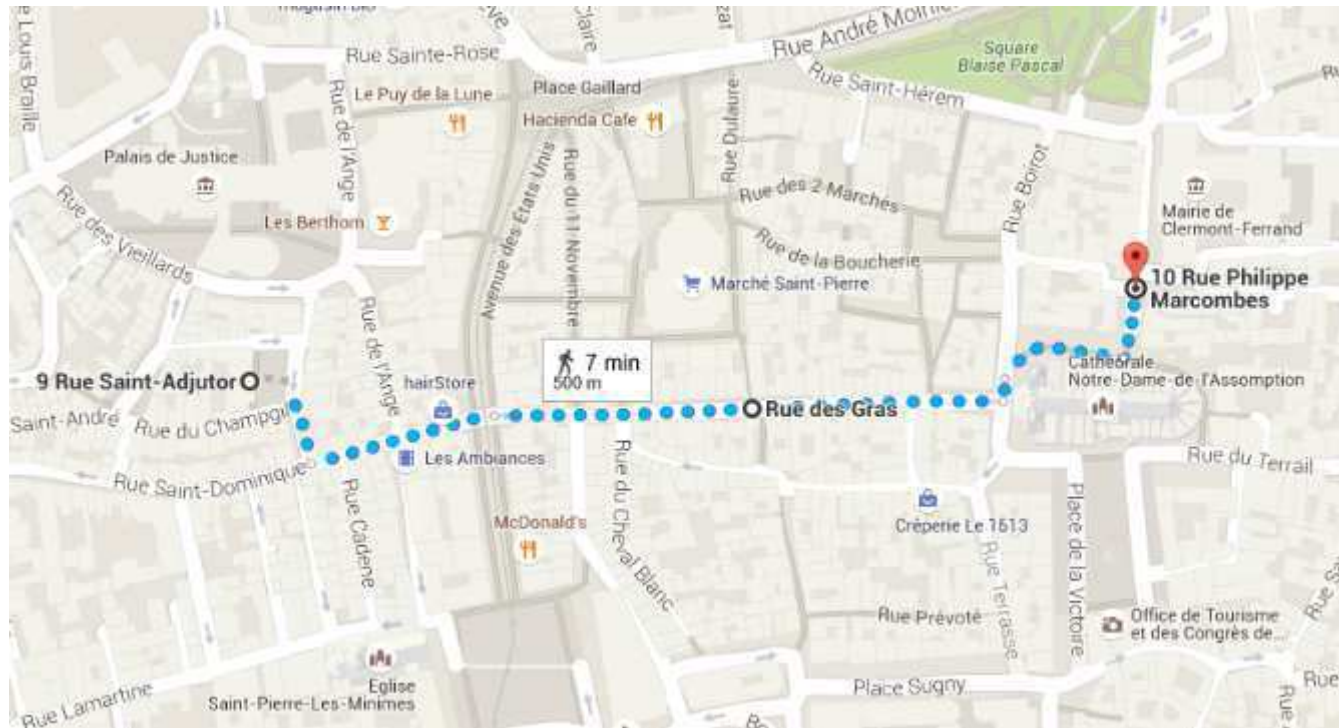 Rue Louis Braille
Rue Sainte-Rose
Rue André Moinier
Square
Blaise Pascal
Rue Saint-Hérem
Le Puy de la Lune
Place Gaillard
Hacienda Cafe
Rue de l'Ange
Palais de Justice
Rue Dulaure
Rue des 2 Marchés
Rue Boirot
Mairie de
Clermont-Ferrand
Rue des Vieillards
Les Berthom
Avenue des États Unis
Rue du 11 Novembre
Rue de la Boucherie
Marché Saint-Pierre
10 Rue Philippe
Marcombes
Rue de l'Ange
7 min
500 m
9 Rue Saint-Adjutor
hairStore
Cathédrale
Notre-Dame-de-l'Assomption
Rue des Gras
Saint-André
Rue du Champgil
Les Ambiances
Rue Saint-Dominique
Rue du Terrail
Rue Cadène
McDonald's
Rue du Cheval Blanc
Crêperie Le 1513
Rue Terrasse
Place de la Victoire
Rue Prévôté
Office de Tourisme
et des Congrès de...
Eglise
Saint-Pierre-Les-Minimes
Rue Lamartine
Place Sugny
Rue